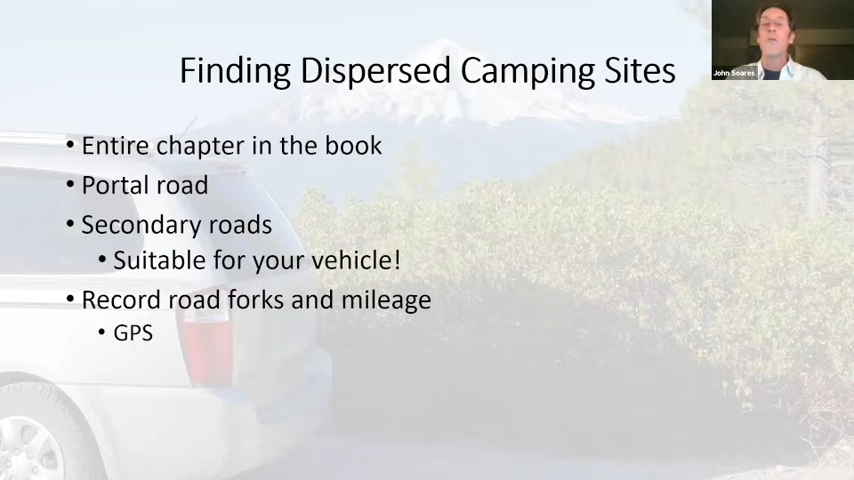 Finding Dispersed Camping Sites
John Soares
• Entire chapter in the book
• Portal road
• Secondary roads
• Suitable for your vehicle!
• Record road forks and mileage
• GPS